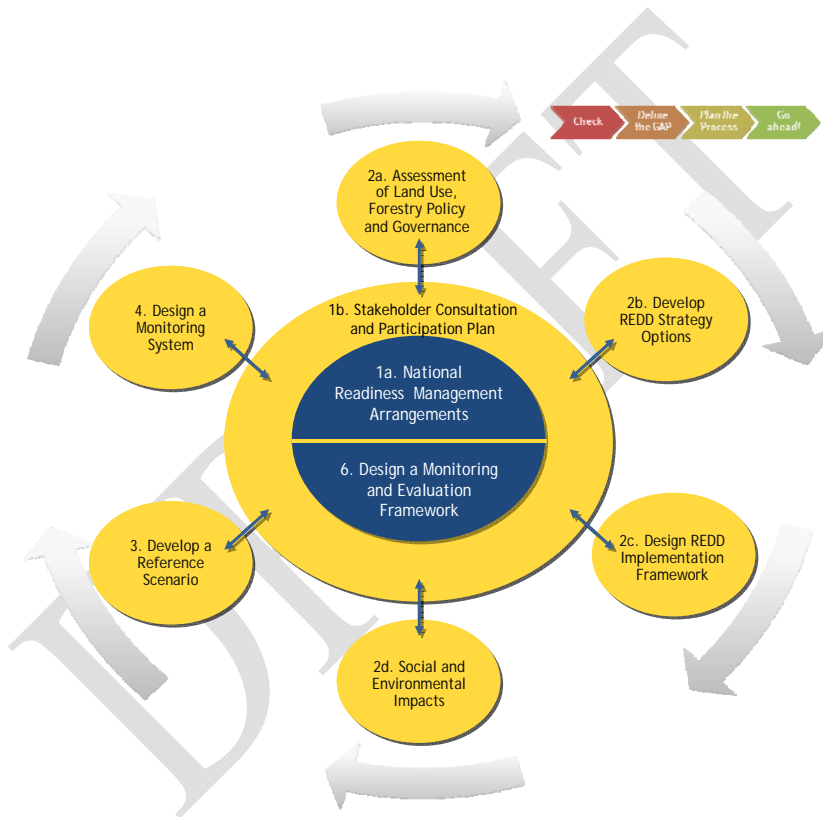 Check
Define
the GAP
Plan the
Process
Go
ahead!
2a. Assessment
of Land Use,
Forestry Policy
and Governance
4. Design a
Monitoring
System
1b. Stakeholder Consultation
and Participation Plan
2b. Develop
REDD Strategy
Options
1a. National
Readiness Management
Arrangements
6. Design a Monitoring
and Evaluation
Framework
3. Develop a
Reference
Scenario
2c. Design REDD
Implementation
Framework
2d. Social and
Environmental
Impacts